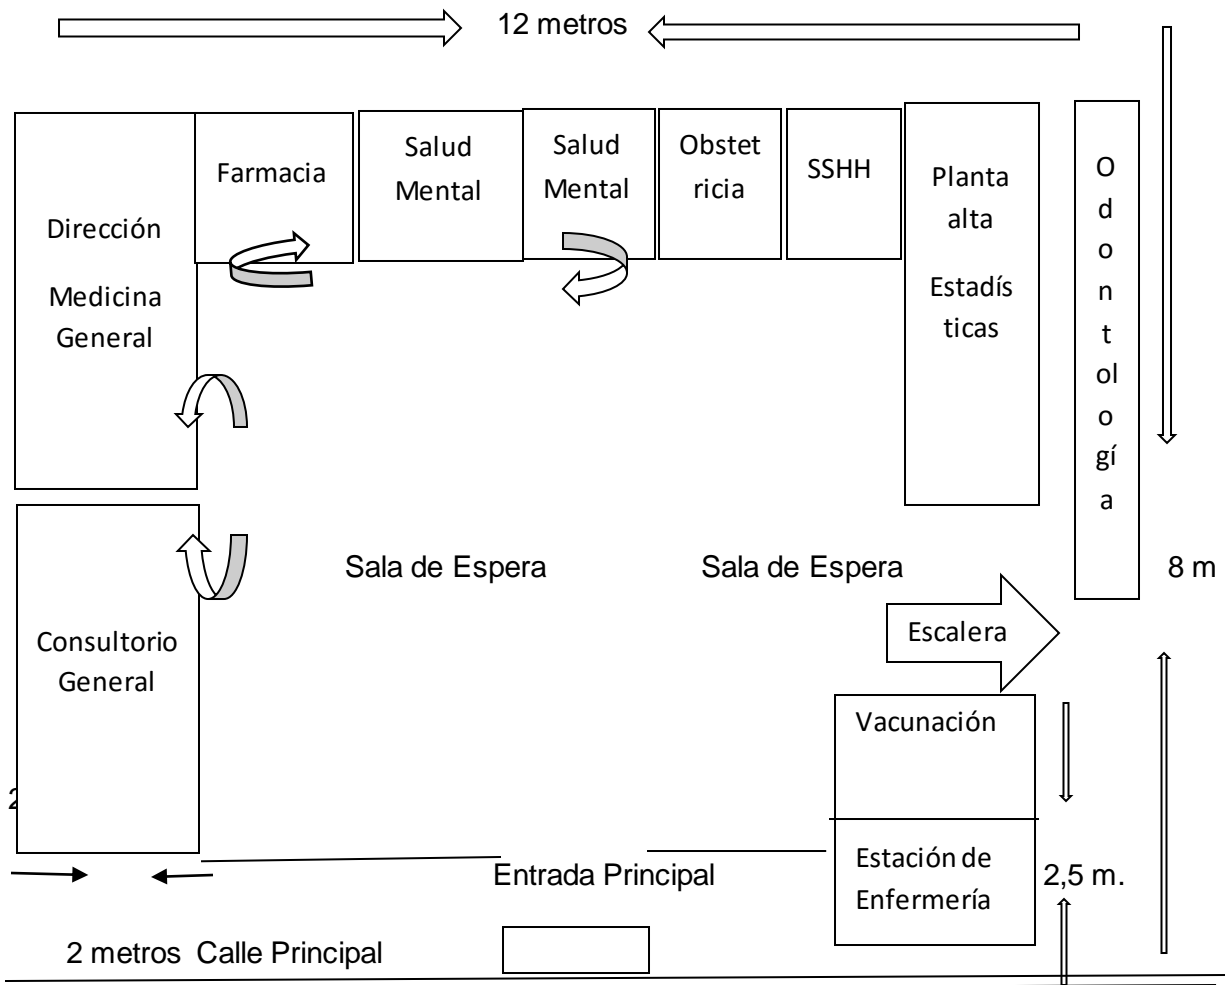 12 metros
Dirección
Medicina
General
Farmacia
Salud
Mental
Salud
Mental
Obstet
ricia
SSHH
Planta
alta
Estadís
ticas
O
d
o
n
t
ol
o
gí
a
Sala de Espera
Sala de Espera
8 m
Escalera
Consultorio
General
Vacunación
2
Estación de
Enfermería
2,5 m.
Entrada Principal
2 metros Calle Principal